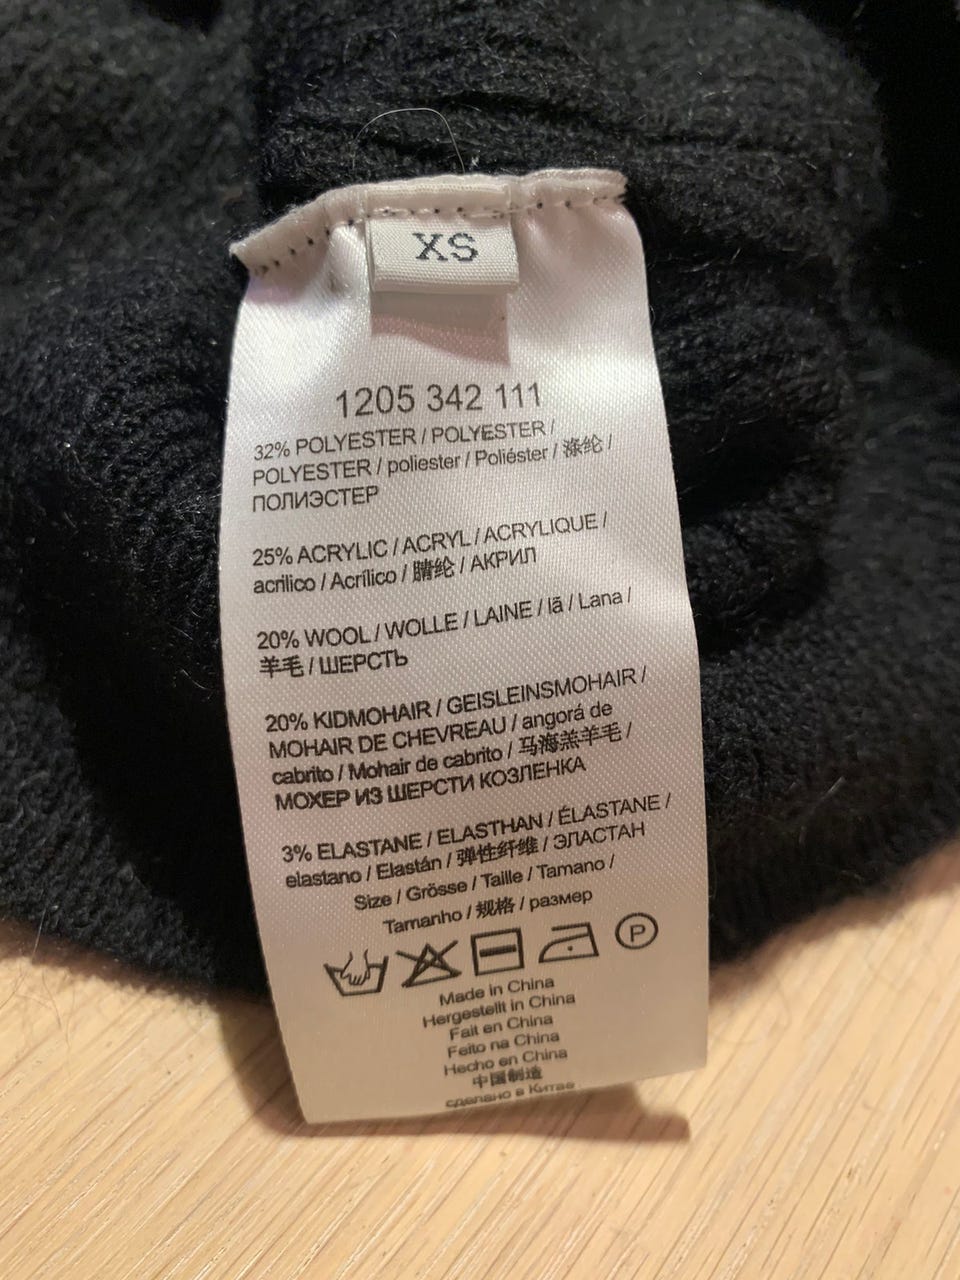 XS
1205 342 111
32% POLYESTER / POLYESTER /
POLYESTER / poliester / Poliéster / 涤纶 /
ПОЛИЭСТЕР
25% ACRYLIC / ACRYL / ACRYLIQUE /
acrilico / Acrílico / 腈纶 / АКРИЛ
20% WOOL / WOLLE / LAINE / lã / Lana /
羊毛 / ШЕРСТЬ
20% KIDMOHAIR / GEISLEINSMOHAIR /
MOHAIR DE CHEVREAU / angorá de
cabrito / Mohair de cabrito / 马海羔羊毛 /
МОХЕР ИЗ ШЕРСТИ КОЗЛЕНКА
3% ELASTANE / ELASTHAN / ÉLASTANE /
elastano / Elastán / 弹性纤维 / ЭЛАСТАН
Size / Grösse / Taille / Tamano /
Tamanho / 规格 / размер
P
Made in China
Hergestellt in China
Fait en China
Feito na China
Hecho en China
中国制造
сделано в Китае